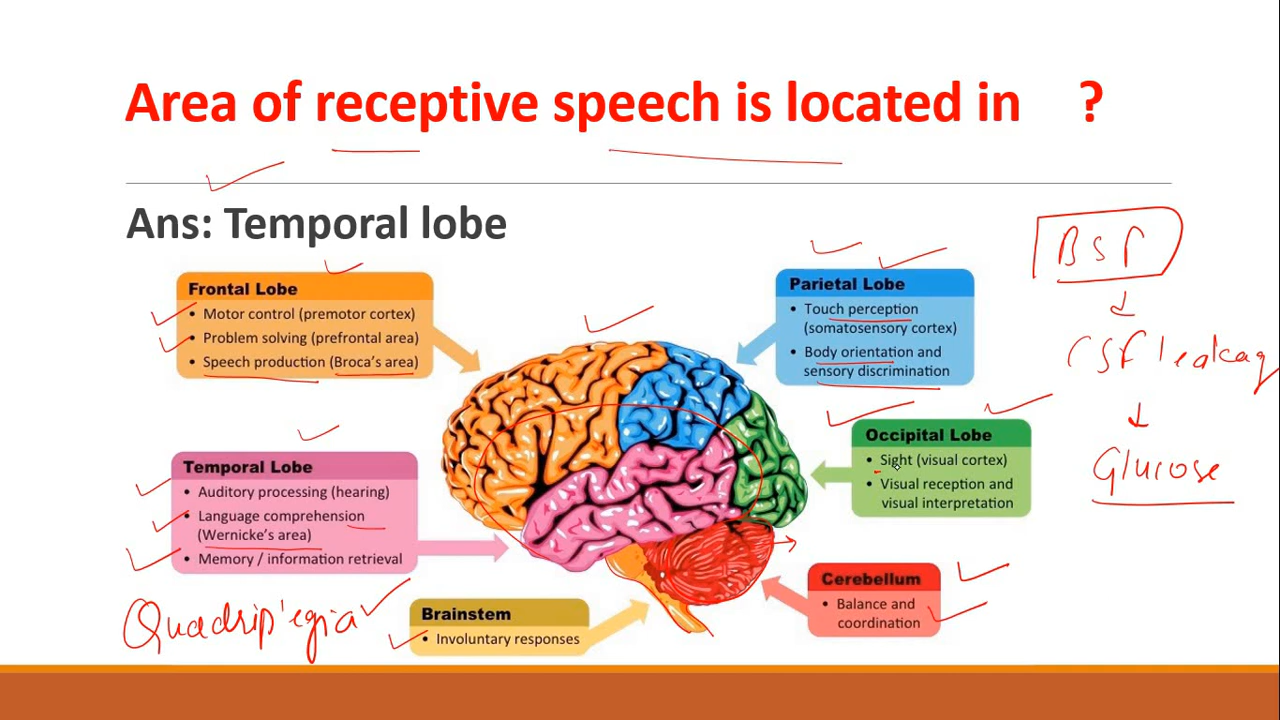 Area of receptive speech is located in ?
Ans: Temporal lobe
Frontal Lobe
• Motor control (premotor cortex)
• Problem solving (prefrontal area)
• Speech production (Broca's area)
Parietal Lobe
• Touch perception
(somatosensory cortex)
• Body orientation and
sensory discrimination
Occipital Lobe
• Sight (visual cortex)
• Visual reception and
visual interpretation
Temporal Lobe
• Auditory processing (hearing)
• Language comprehension
(Wernicke's area)
• Memory / information retrieval
Cerebellum
• Balance and
coordination
Brainstem
• Involuntary responses
CSF leakag
Glucose